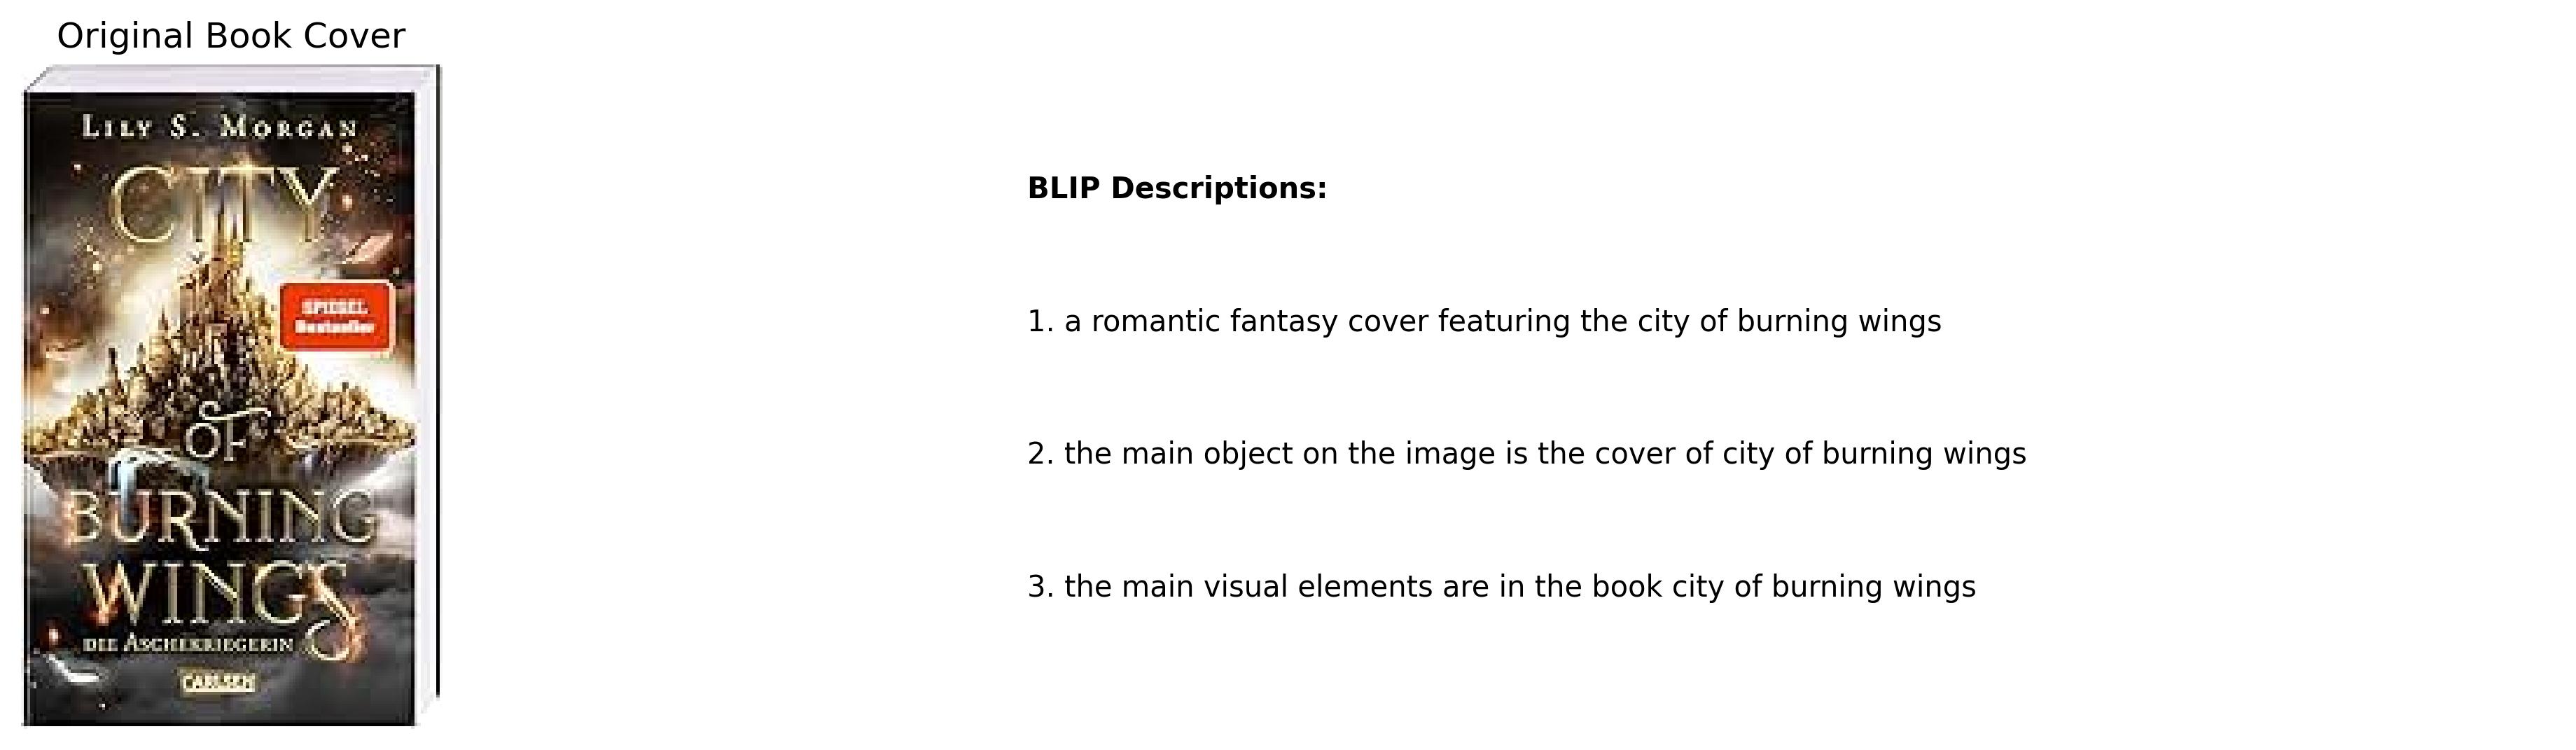 Original Book Cover
LILY S. MORGAN
CITY
SPIEGEL
Bestseller
OF
BURNING
WINGS
DIE ASCHEKRIEGERIN
CARLSEN
BLIP Descriptions:
1. a romantic fantasy cover featuring the city of burning wings
2. the main object on the image is the cover of city of burning wings
3. the main visual elements are in the book city of burning wings